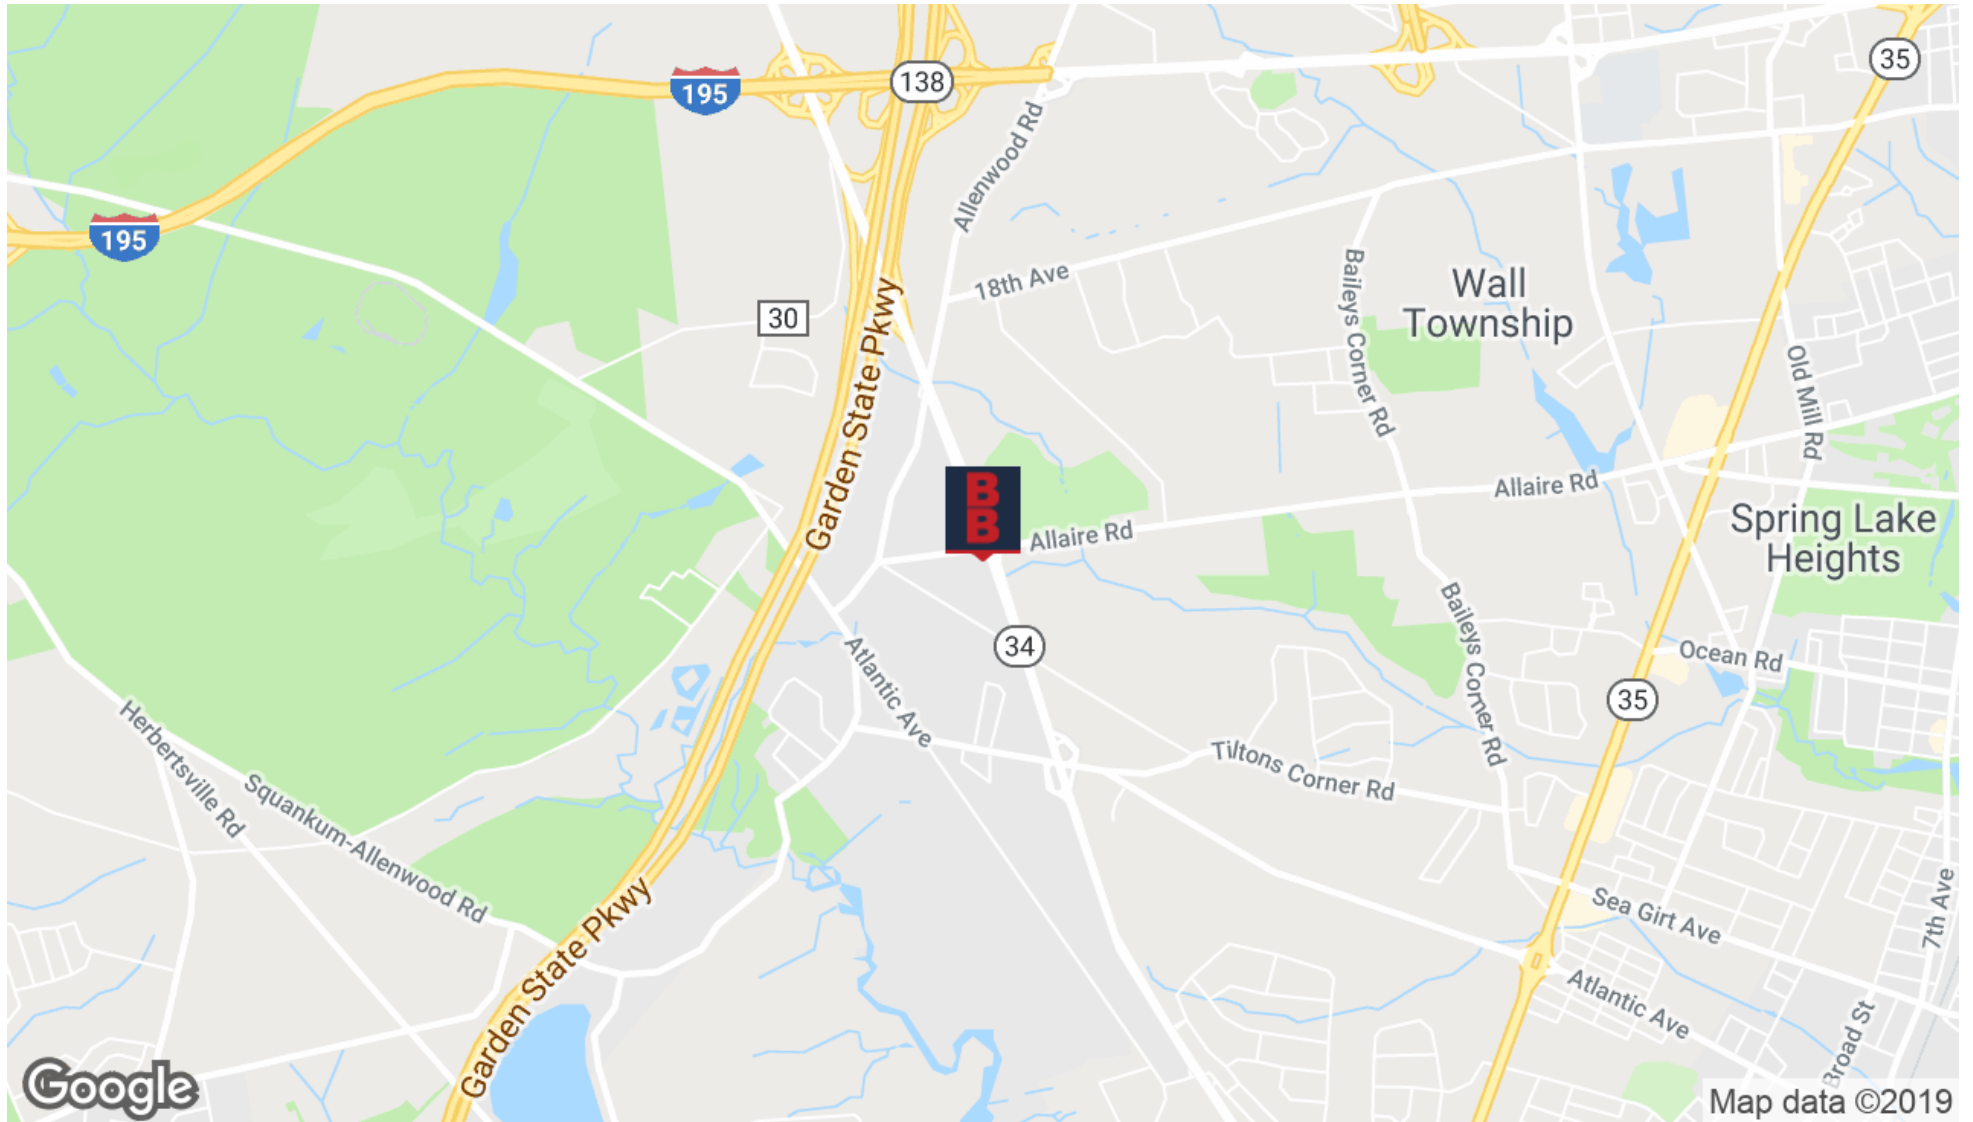 35
138
195
Allenwood Rd
195
18th Ave
Baileys Corner Rd
Wall
Township
30
Garden State Pkwy
Old Mill Rd
B
B
Allaire Rd
Allaire Rd
Spring Lake
Heights
Baileys Corner Rd
34
Atlantic Ave
Ocean Rd
35
Herbertsville Rd
Tiltons Corner Rd
Squankum-Allenwood Rd
Garden State Pkwy
Sea Girt Ave
7th Ave
Atlantic Ave
Broad St
Google
Map data ©2019